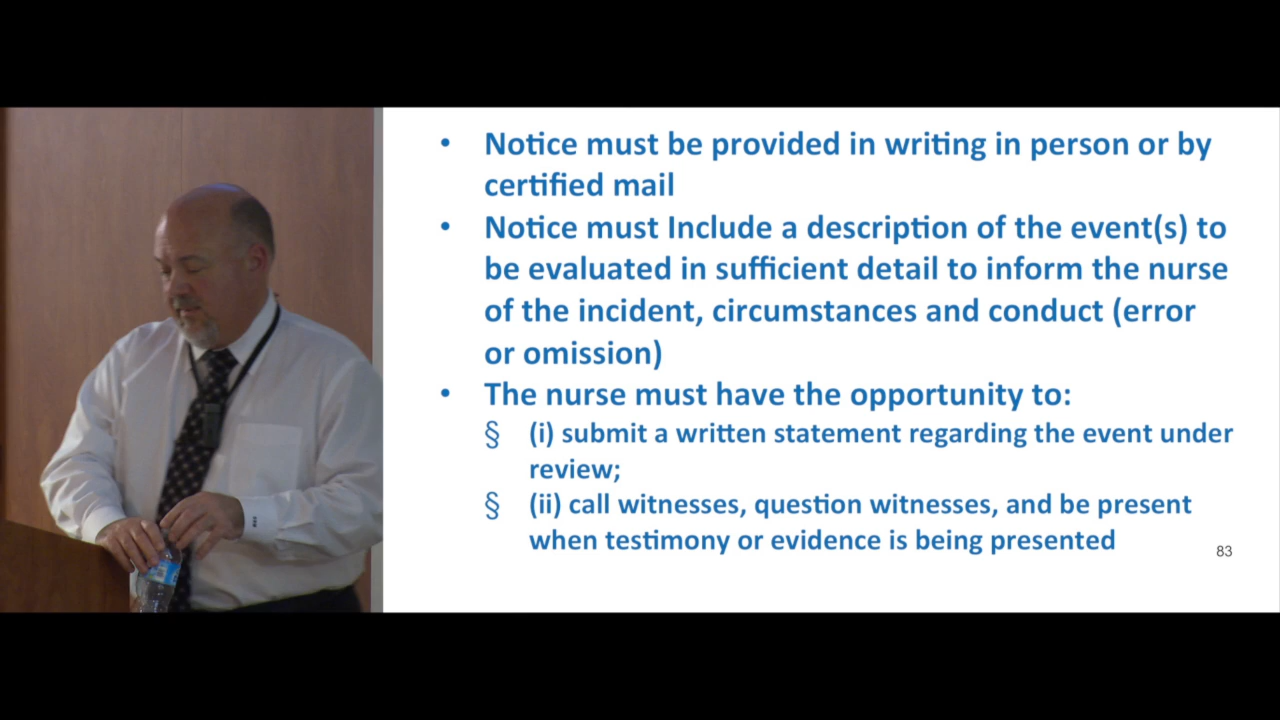 • Notice must be provided in writing in person or by
certified mail
• Notice must Include a description of the event(s) to
be evaluated in sufficient detail to inform the nurse
of the incident, circumstances and conduct (error
or omission)
• The nurse must have the opportunity to:
§ (i) submit a written statement regarding the event under
review;
§ (ii) call witnesses, question witnesses, and be present
when testimony or evidence is being presented
83